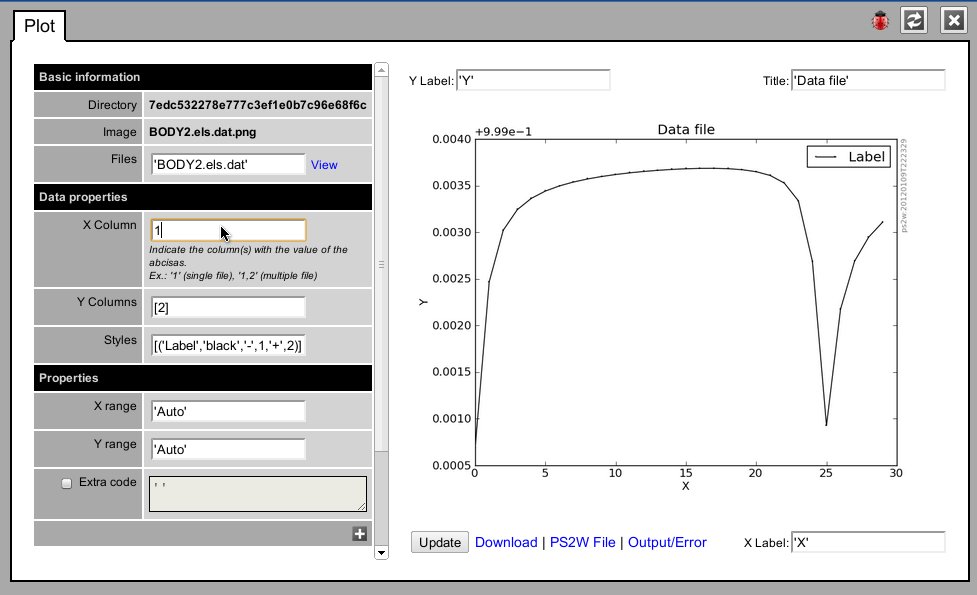 Plot
Basic information
Directory 7edc532278e777c3ef1e0b7c96e68f6c
Image BODY2.els.dat.png
Files 'BODY2.els.dat' View
Data properties
X Column 1
Indicate the column(s) with the value of the
abcisas.
Ex.: '1' (single file), '1,2' (multiple file)
Y Columns [2]
Styles [('Label','black','-',1,'+',2)]
Properties
X range 'Auto'
Y range 'Auto'
Extra code ' '
Y Label: 'Y' Title: 'Data file'
+9.99e−1 Data file
0.0040
Label
0.0035
0.0030
0.0025
Y
0.0020
0.0015
0.0010
0.0005
0 5 10 15 20 25 30
X
ps2w:201201097222329
Update Download | PS2W File | Output/Error X Label: 'X'